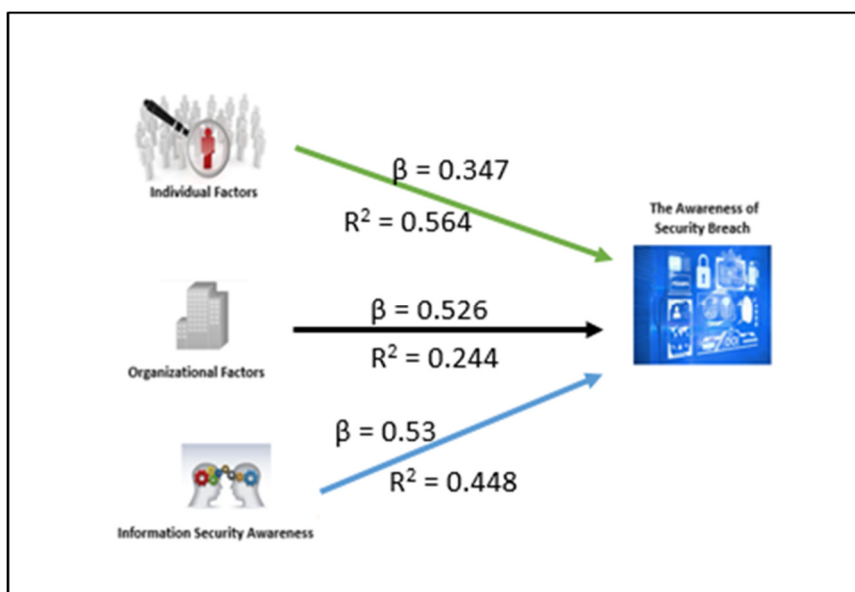 Individual Factors
β = 0.347
R² = 0.564
The Awareness of
Security Breach
β = 0.526
R² = 0.244
Organizational Factors
β = 0.53
R² = 0.448
Information Security Awareness